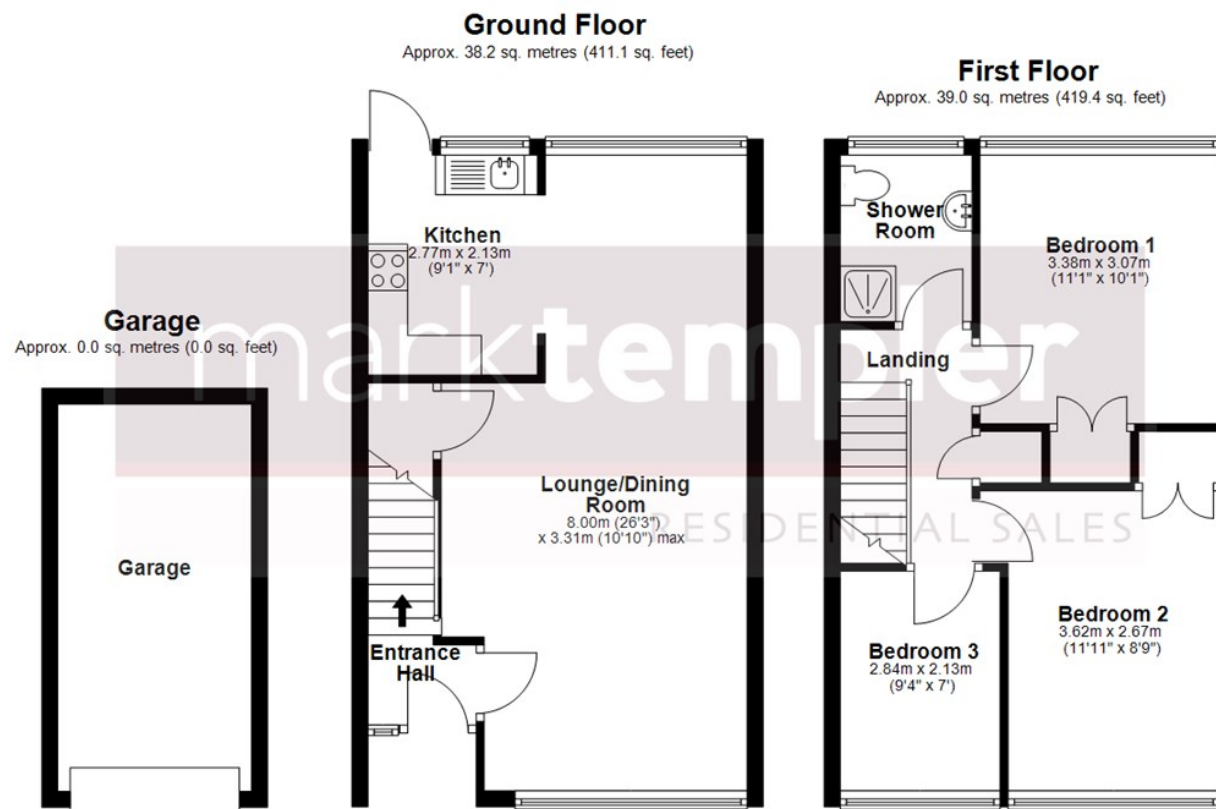 Ground Floor
Approx. 38.2 sq. metres (411.1 sq. feet)
First Floor
Approx. 39.0 sq. metres (419.4 sq. feet)
Kitchen
2.77m x 2.13m
(9'1" x 7')
Shower
Room
Bedroom 1
3.38m x 3.07m
(11'1" x 10'1")
Garage
Approx. 0.0 sq. metres (0.0 sq. feet)
marktempler
RESIDENTIAL SALES
Landing
Lounge/Dining
Room
8.00m (26'3")
x 3.31m (10'10") max
Garage
Entrance
Hall
Bedroom 3
2.84m x 2.13m
(9'4" x 7')
Bedroom 2
3.62m x 2.67m
(11'11" x 8'9")